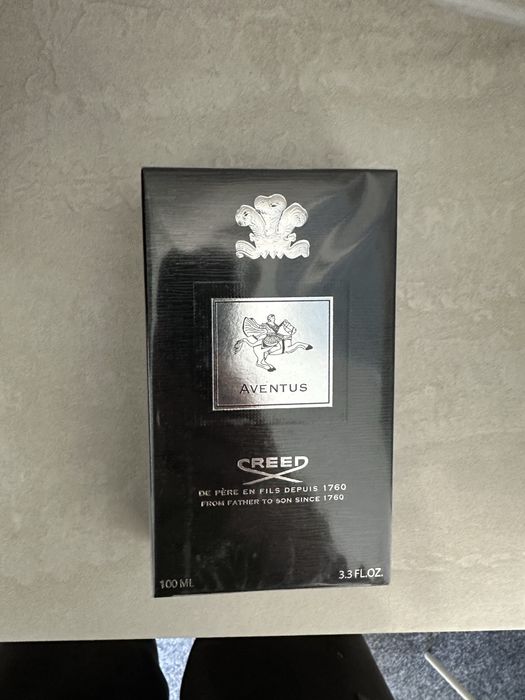 AVENTUS
CREED
DE PÈRE EN FILS DEPUIS 1760
FROM FATHER TO SON SINCE 1760
100 ML
3.3 FL.OZ.